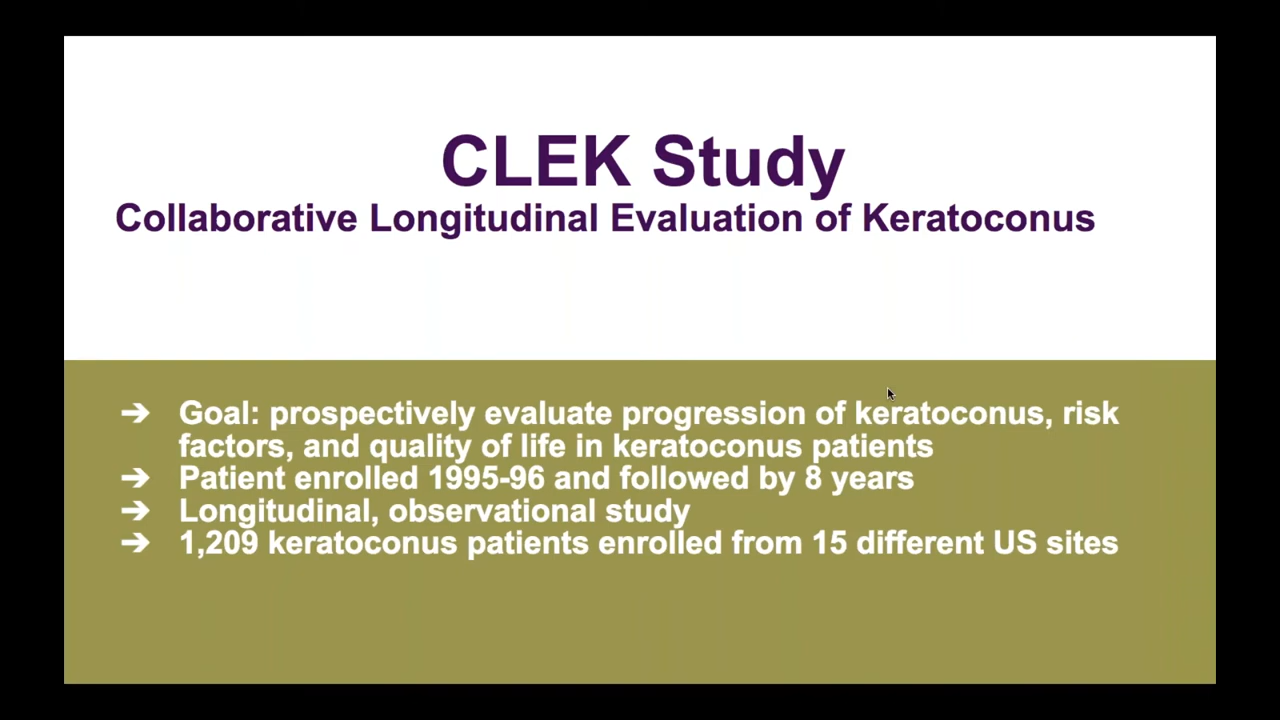 CLEK Study
Collaborative Longitudinal Evaluation of Keratoconus
➔ Goal: prospectively evaluate progression of keratoconus, risk
factors, and quality of life in keratoconus patients
➔ Patient enrolled 1995-96 and followed by 8 years
➔ Longitudinal, observational study
➔ 1,209 keratoconus patients enrolled from 15 different US sites